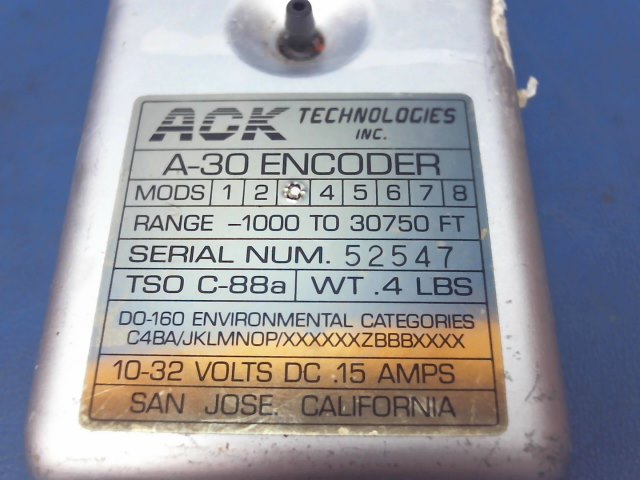 ACK TECHNOLOGIES INC.
A-30 ENCODER
MODS 1 2 4 5 6 7 8
RANGE -1000 TO 30750 FT
SERIAL NUM. 52547
TSO C-88a WT .4 LBS
DO-160 ENVIRONMENTAL CATEGORIES
C4BA/JKLMNOP/XXXXXXZBBBXXXX
10-32 VOLTS DC .15 AMPS
SAN JOSE. CALIFORNIA